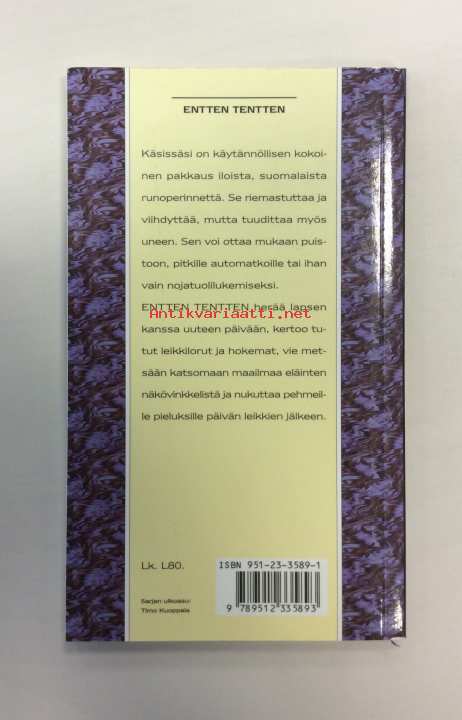 ENTTEN TENTTEN
Käsissäsi on käytännöllisen kokoi-
nen pakkaus iloista, suomalaista
runoperinnettä. Se riemastuttaa ja
viihdyttää, mutta tuudittaa myös
uneen. Sen voi ottaa mukaan puis-
toon, pitkille automatkoille tai ihan
vain nojatuolilukemiseksi.
ENTTEN TENTTEN herää lapsen
Antikvariaatti.net
kanssa uuteen päivään, kertoo tu-
tut leikkilorut ja hokemat, vie met-
sään katsomaan maailmaa eläinten
näkövinkkelistä ja nukuttaa pehmeil-
le pieluksille päivän leikkien jälkeen.
Lk. L80.
ISBN 951-23-3589-1
9 789512 335893
Sarjan ulkoasu:
Timo Kuoppala